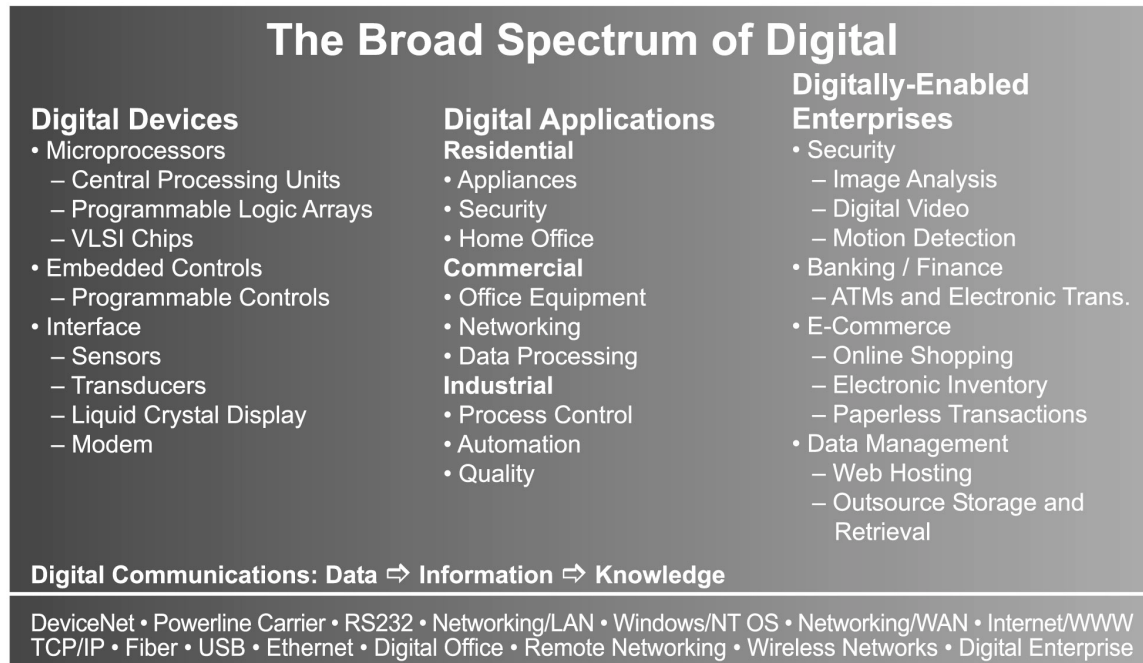 The Broad Spectrum of Digital
Digital Devices
• Microprocessors
– Central Processing Units
– Programmable Logic Arrays
– VLSI Chips
• Embedded Controls
– Programmable Controls
• Interface
– Sensors
– Transducers
– Liquid Crystal Display
– Modem
Digital Applications
Residential
• Appliances
• Security
• Home Office
Commercial
• Office Equipment
• Networking
• Data Processing
Industrial
• Process Control
• Automation
• Quality
Digitally-Enabled
Enterprises
• Security
– Image Analysis
– Digital Video
– Motion Detection
• Banking / Finance
– ATMs and Electronic Trans.
• E-Commerce
– Online Shopping
– Electronic Inventory
– Paperless Transactions
• Data Management
– Web Hosting
– Outsource Storage and
Retrieval
Digital Communications: Data ⇨ Information ⇨ Knowledge
DeviceNet • Powerline Carrier • RS232 • Networking/LAN • Windows/NT OS • Networking/WAN • Internet/WWW
TCP/IP • Fiber • USB • Ethernet • Digital Office • Remote Networking • Wireless Networks • Digital Enterprise